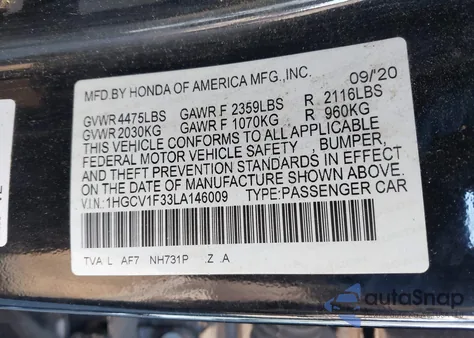 MFD.BY HONDA OF AMERICA MFG.,INC. 09/20
GVWR 4475LBS GAWR F 2359LBS R 2116LBS
GVWR 2030KG GAWR F 1070KG R 960KG
THIS VEHICLE CONFORMS TO ALL APPLICABLE
FEDERAL MOTOR VEHICLE SAFETY , BUMPER,
AND THEFT PREVENTION STANDARDS IN EFFECT
ON THE DATE OF MANUFACTURE SHOWN ABOVE.
V.I.N:1HGCV1F33LA146009 TYPE:PASSENGER CAR
TVA L AF7 NH731P .Z .A
autoSnap